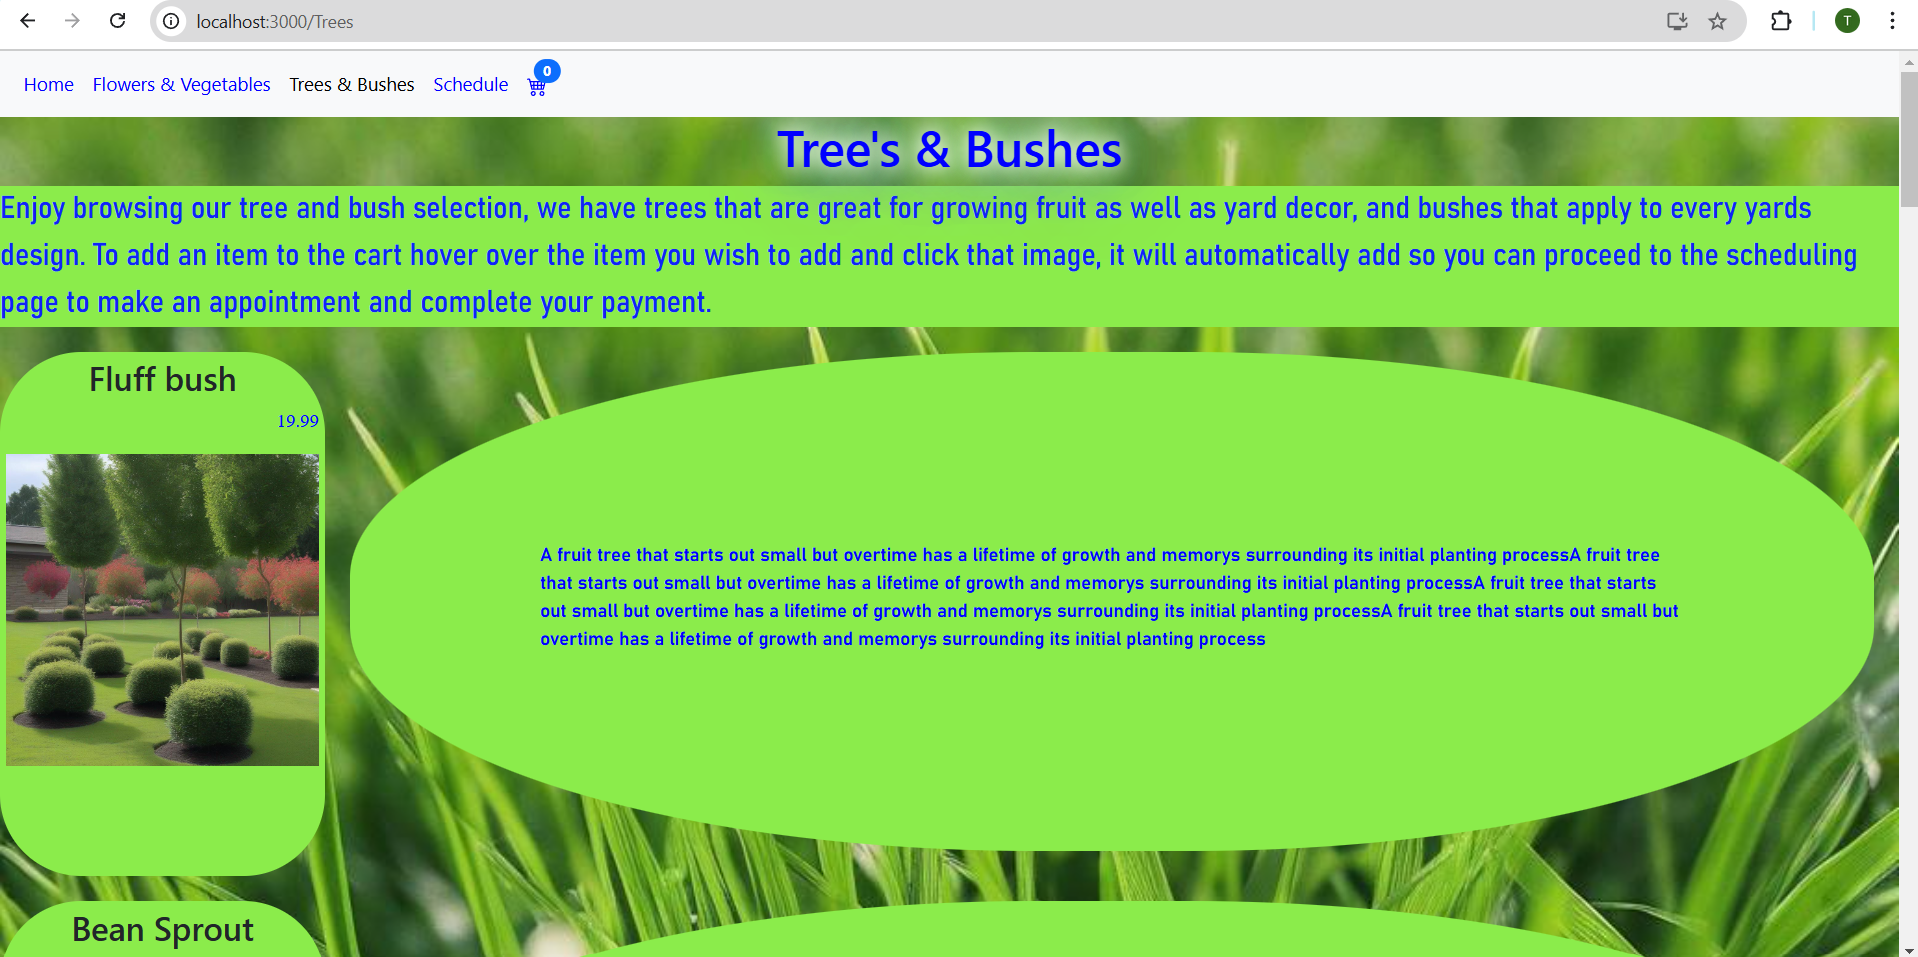 localhost:3000/Trees
T
Home Flowers & Vegetables Trees & Bushes Schedule 0
Tree's & Bushes
Enjoy browsing our tree and bush selection, we have trees that are great for growing fruit as well as yard decor, and bushes that apply to every yards
design. To add an item to the cart hover over the item you wish to add and click that image, it will automatically add so you can proceed to the scheduling
page to make an appointment and complete your payment.
Fluff bush
19.99
A fruit tree that starts out small but overtime has a lifetime of growth and memorys surrounding its initial planting processA fruit tree
that starts out small but overtime has a lifetime of growth and memorys surrounding its initial planting processA fruit tree that starts
out small but overtime has a lifetime of growth and memorys surrounding its initial planting processA fruit tree that starts out small but
overtime has a lifetime of growth and memorys surrounding its initial planting process
Bean Sprout